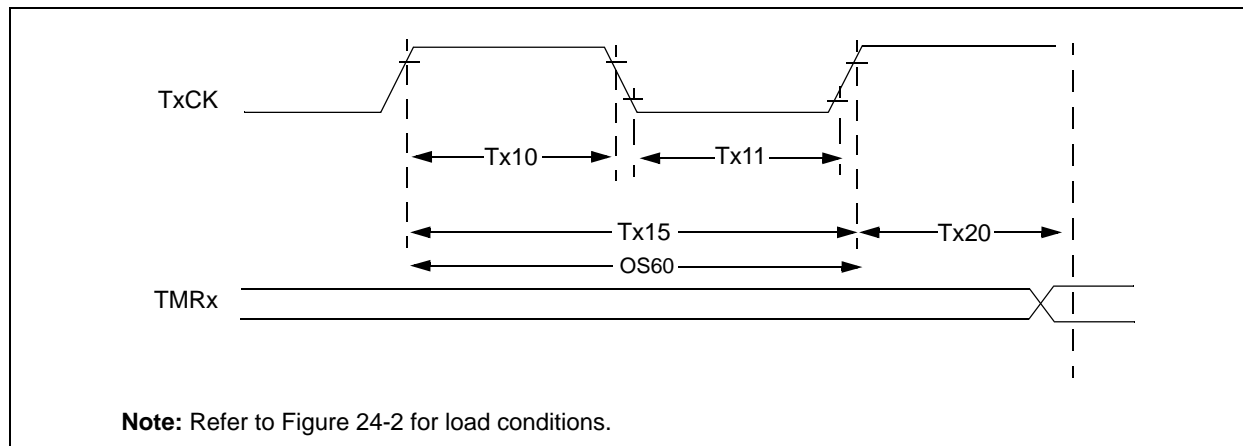 TxCK
Tx10
Tx11
Tx15
Tx20
OS60
TMRx
Note: Refer to Figure 24-2 for load conditions.